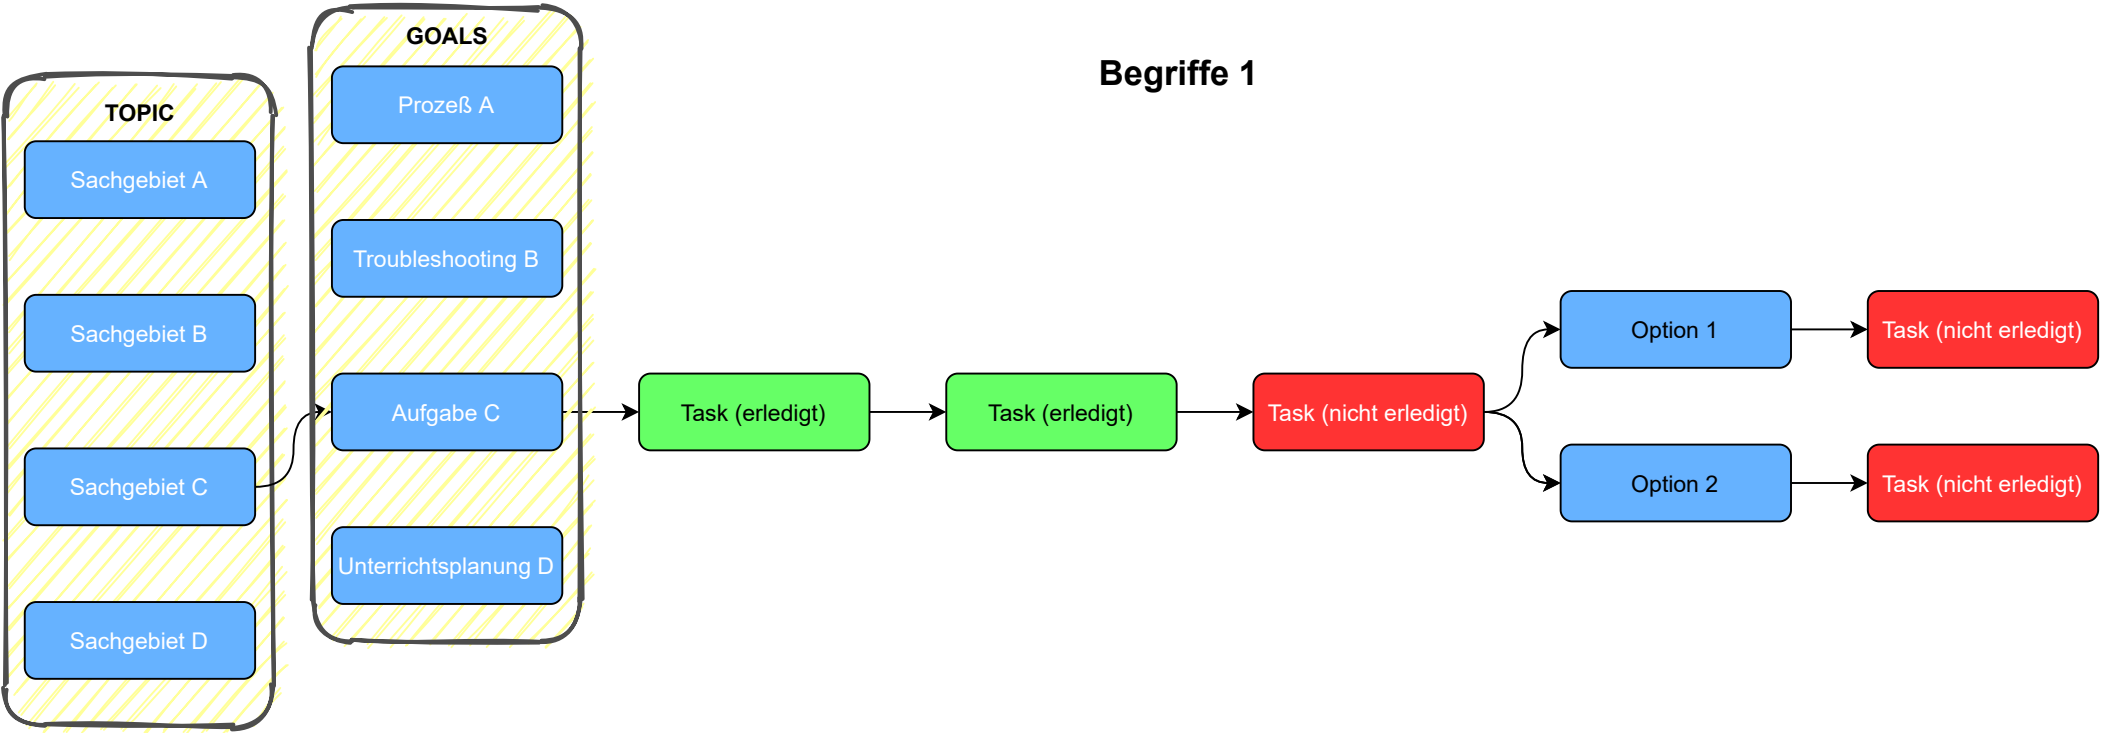 Begriffe 1
TOPIC
Sachgebiet A
Sachgebiet B
Sachgebiet C
Sachgebiet D
GOALS
Prozeß A
Troubleshooting B
Aufgabe C
Unterrichtsplanung D
Task (erledigt)
Task (erledigt)
Task (nicht erledigt)
Option 1
Task (nicht erledigt)
Option 2
Task (nicht erledigt)